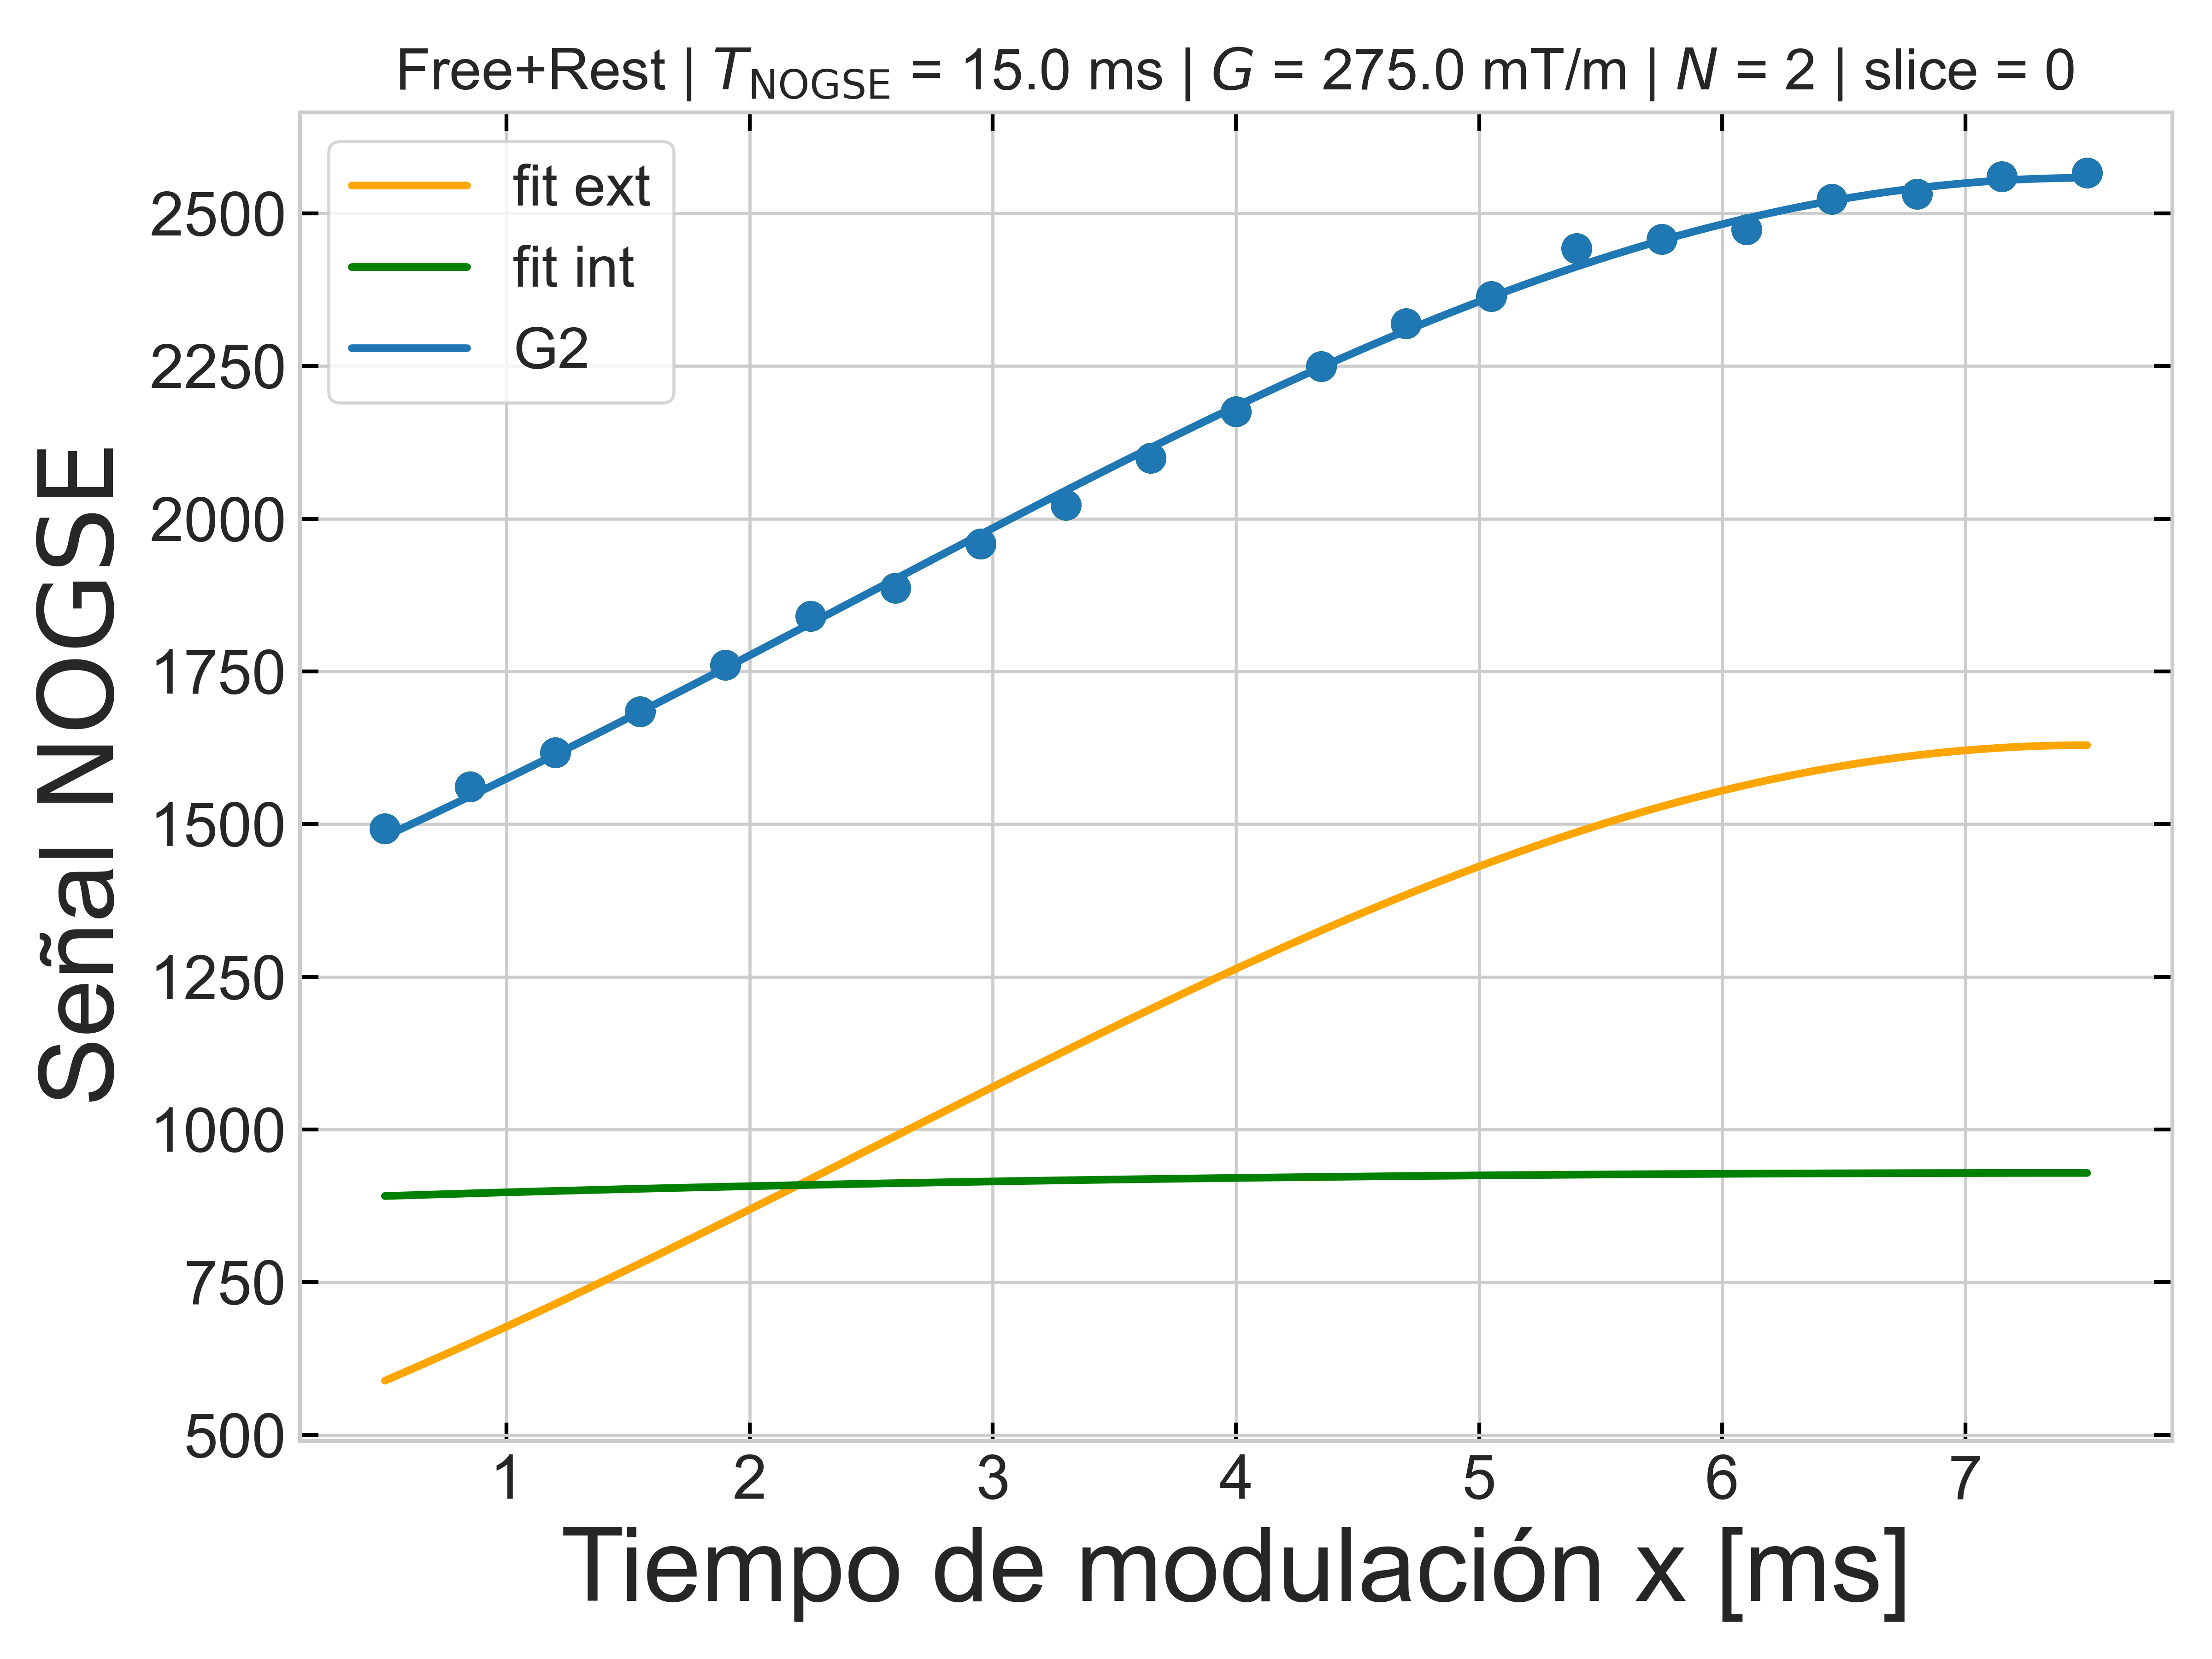 Free+Rest | T_NOGSE = 15.0 ms | G = 275.0 mT/m | N = 2 | slice = 0
fit ext
fit int
G2
Señal NOGSE
2500
2250
2000
1750
1500
1250
1000
750
500
1 2 3 4 5 6 7
Tiempo de modulación x [ms]